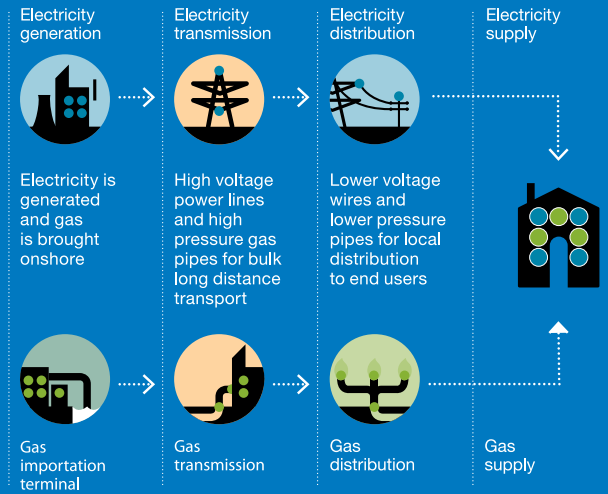 Electricity
generation
Electricity
transmission
Electricity
distribution
Electricity
supply
Electricity is
generated
and gas
is brought
onshore
High voltage
power lines
and high
pressure gas
pipes for bulk
long distance
transport
Lower voltage
wires and
lower pressure
pipes for local
distribution
to end users
Gas
importation
terminal
Gas
transmission
Gas
distribution
Gas
supply